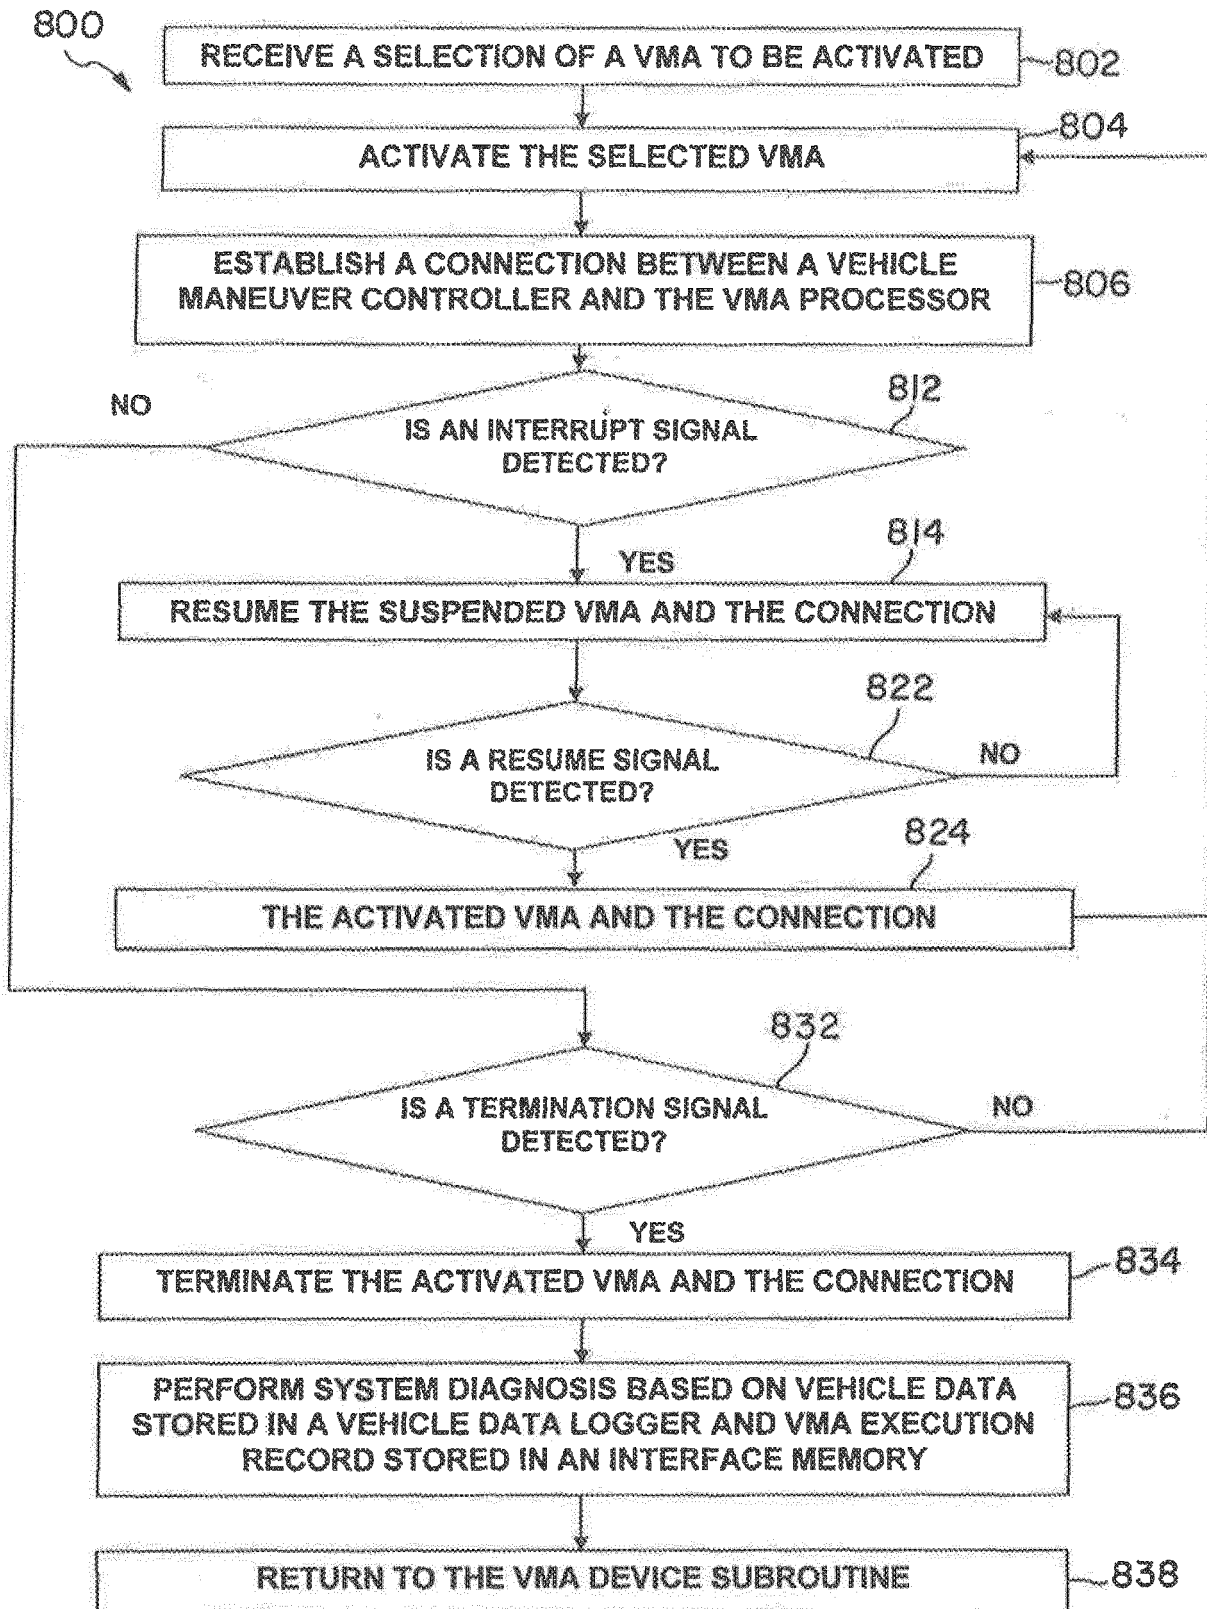 800
RECEIVE A SELECTION OF A VMA TO BE ACTIVATED
802
804
ACTIVATE THE SELECTED VMA
ESTABLISH A CONNECTION BETWEEN A VEHICLE
MANEUVER CONTROLLER AND THE VMA PROCESSOR
806
812
NO
IS AN INTERRUPT SIGNAL
DETECTED?
814
YES
RESUME THE SUSPENDED VMA AND THE CONNECTION
822
IS A RESUME SIGNAL
DETECTED?
NO
824
YES
THE ACTIVATED VMA AND THE CONNECTION
832
IS A TERMINATION SIGNAL
DETECTED?
NO
YES
TERMINATE THE ACTIVATED VMA AND THE CONNECTION
834
PERFORM SYSTEM DIAGNOSIS BASED ON VEHICLE DATA
STORED IN A VEHICLE DATA LOGGER AND VMA EXECUTION
RECORD STORED IN AN INTERFACE MEMORY
836
RETURN TO THE VMA DEVICE SUBROUTINE
838